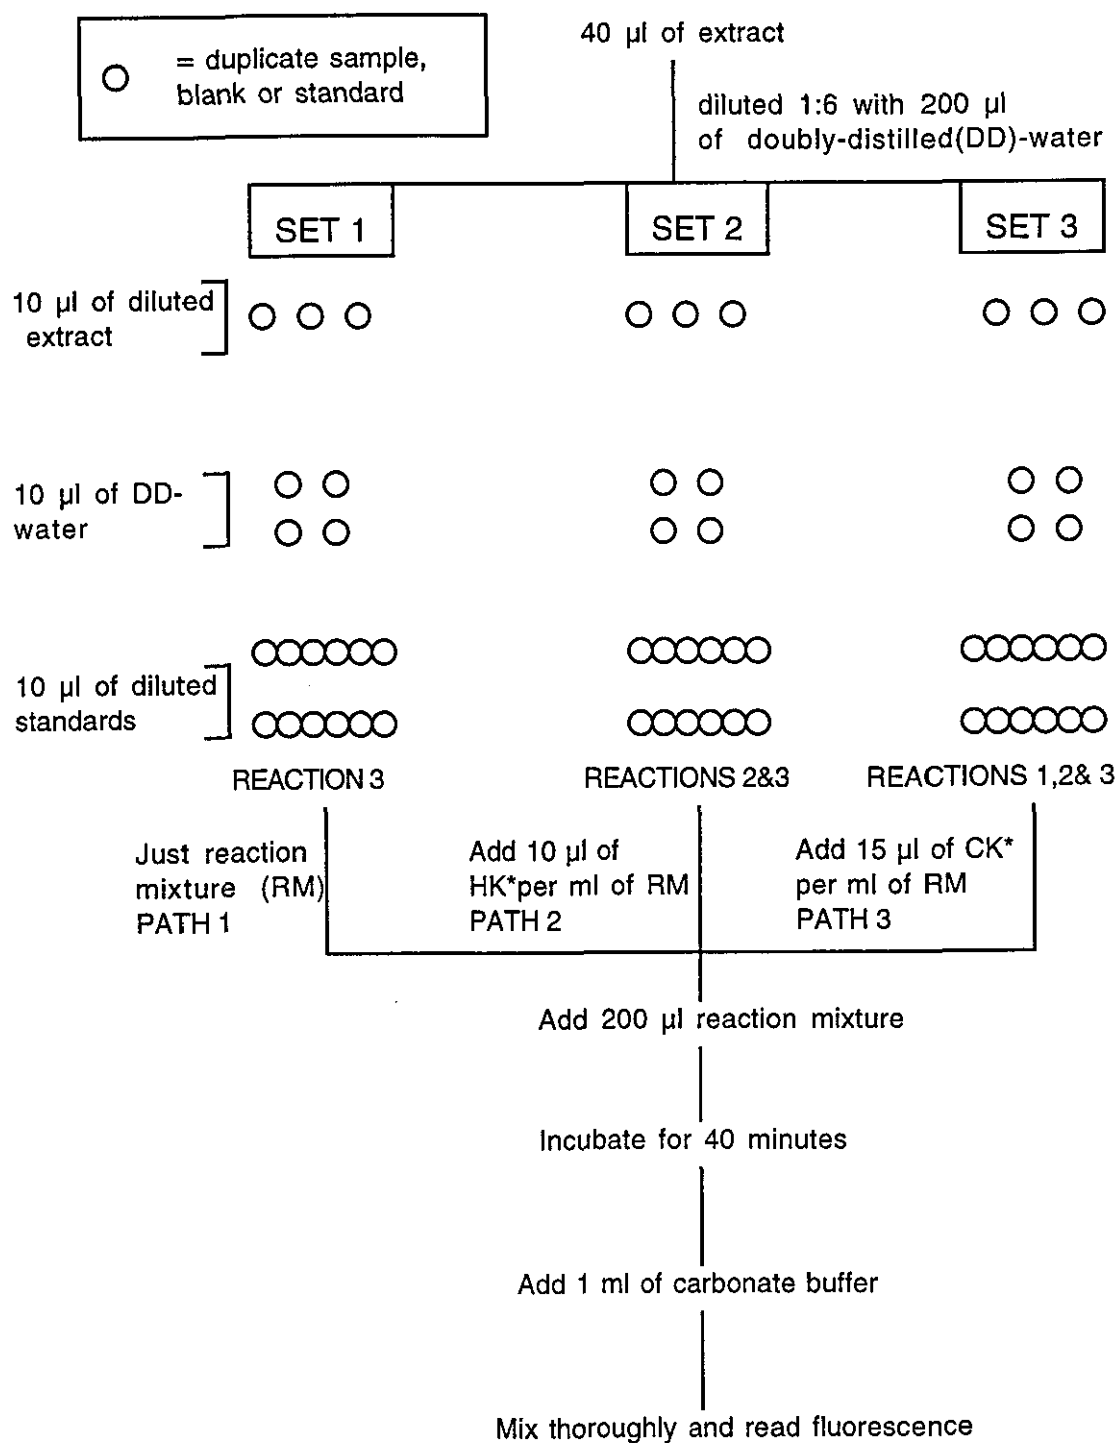 = duplicate sample,
blank or standard
40 µl of extract
diluted 1:6 with 200 µl
of doubly-distilled(DD)-water
SET 1
SET 2
SET 3
10 µl of diluted
extract
10 µl of DD-
water
10 µl of diluted
standards
REACTION 3
REACTIONS 2&3
REACTIONS 1,2& 3
Just reaction
mixture (RM)
PATH 1
Add 10 µl of
HK*per ml of RM
PATH 2
Add 15 µl of CK*
per ml of RM
PATH 3
Add 200 µl reaction mixture
Incubate for 40 minutes
Add 1 ml of carbonate buffer
Mix thoroughly and read fluorescence